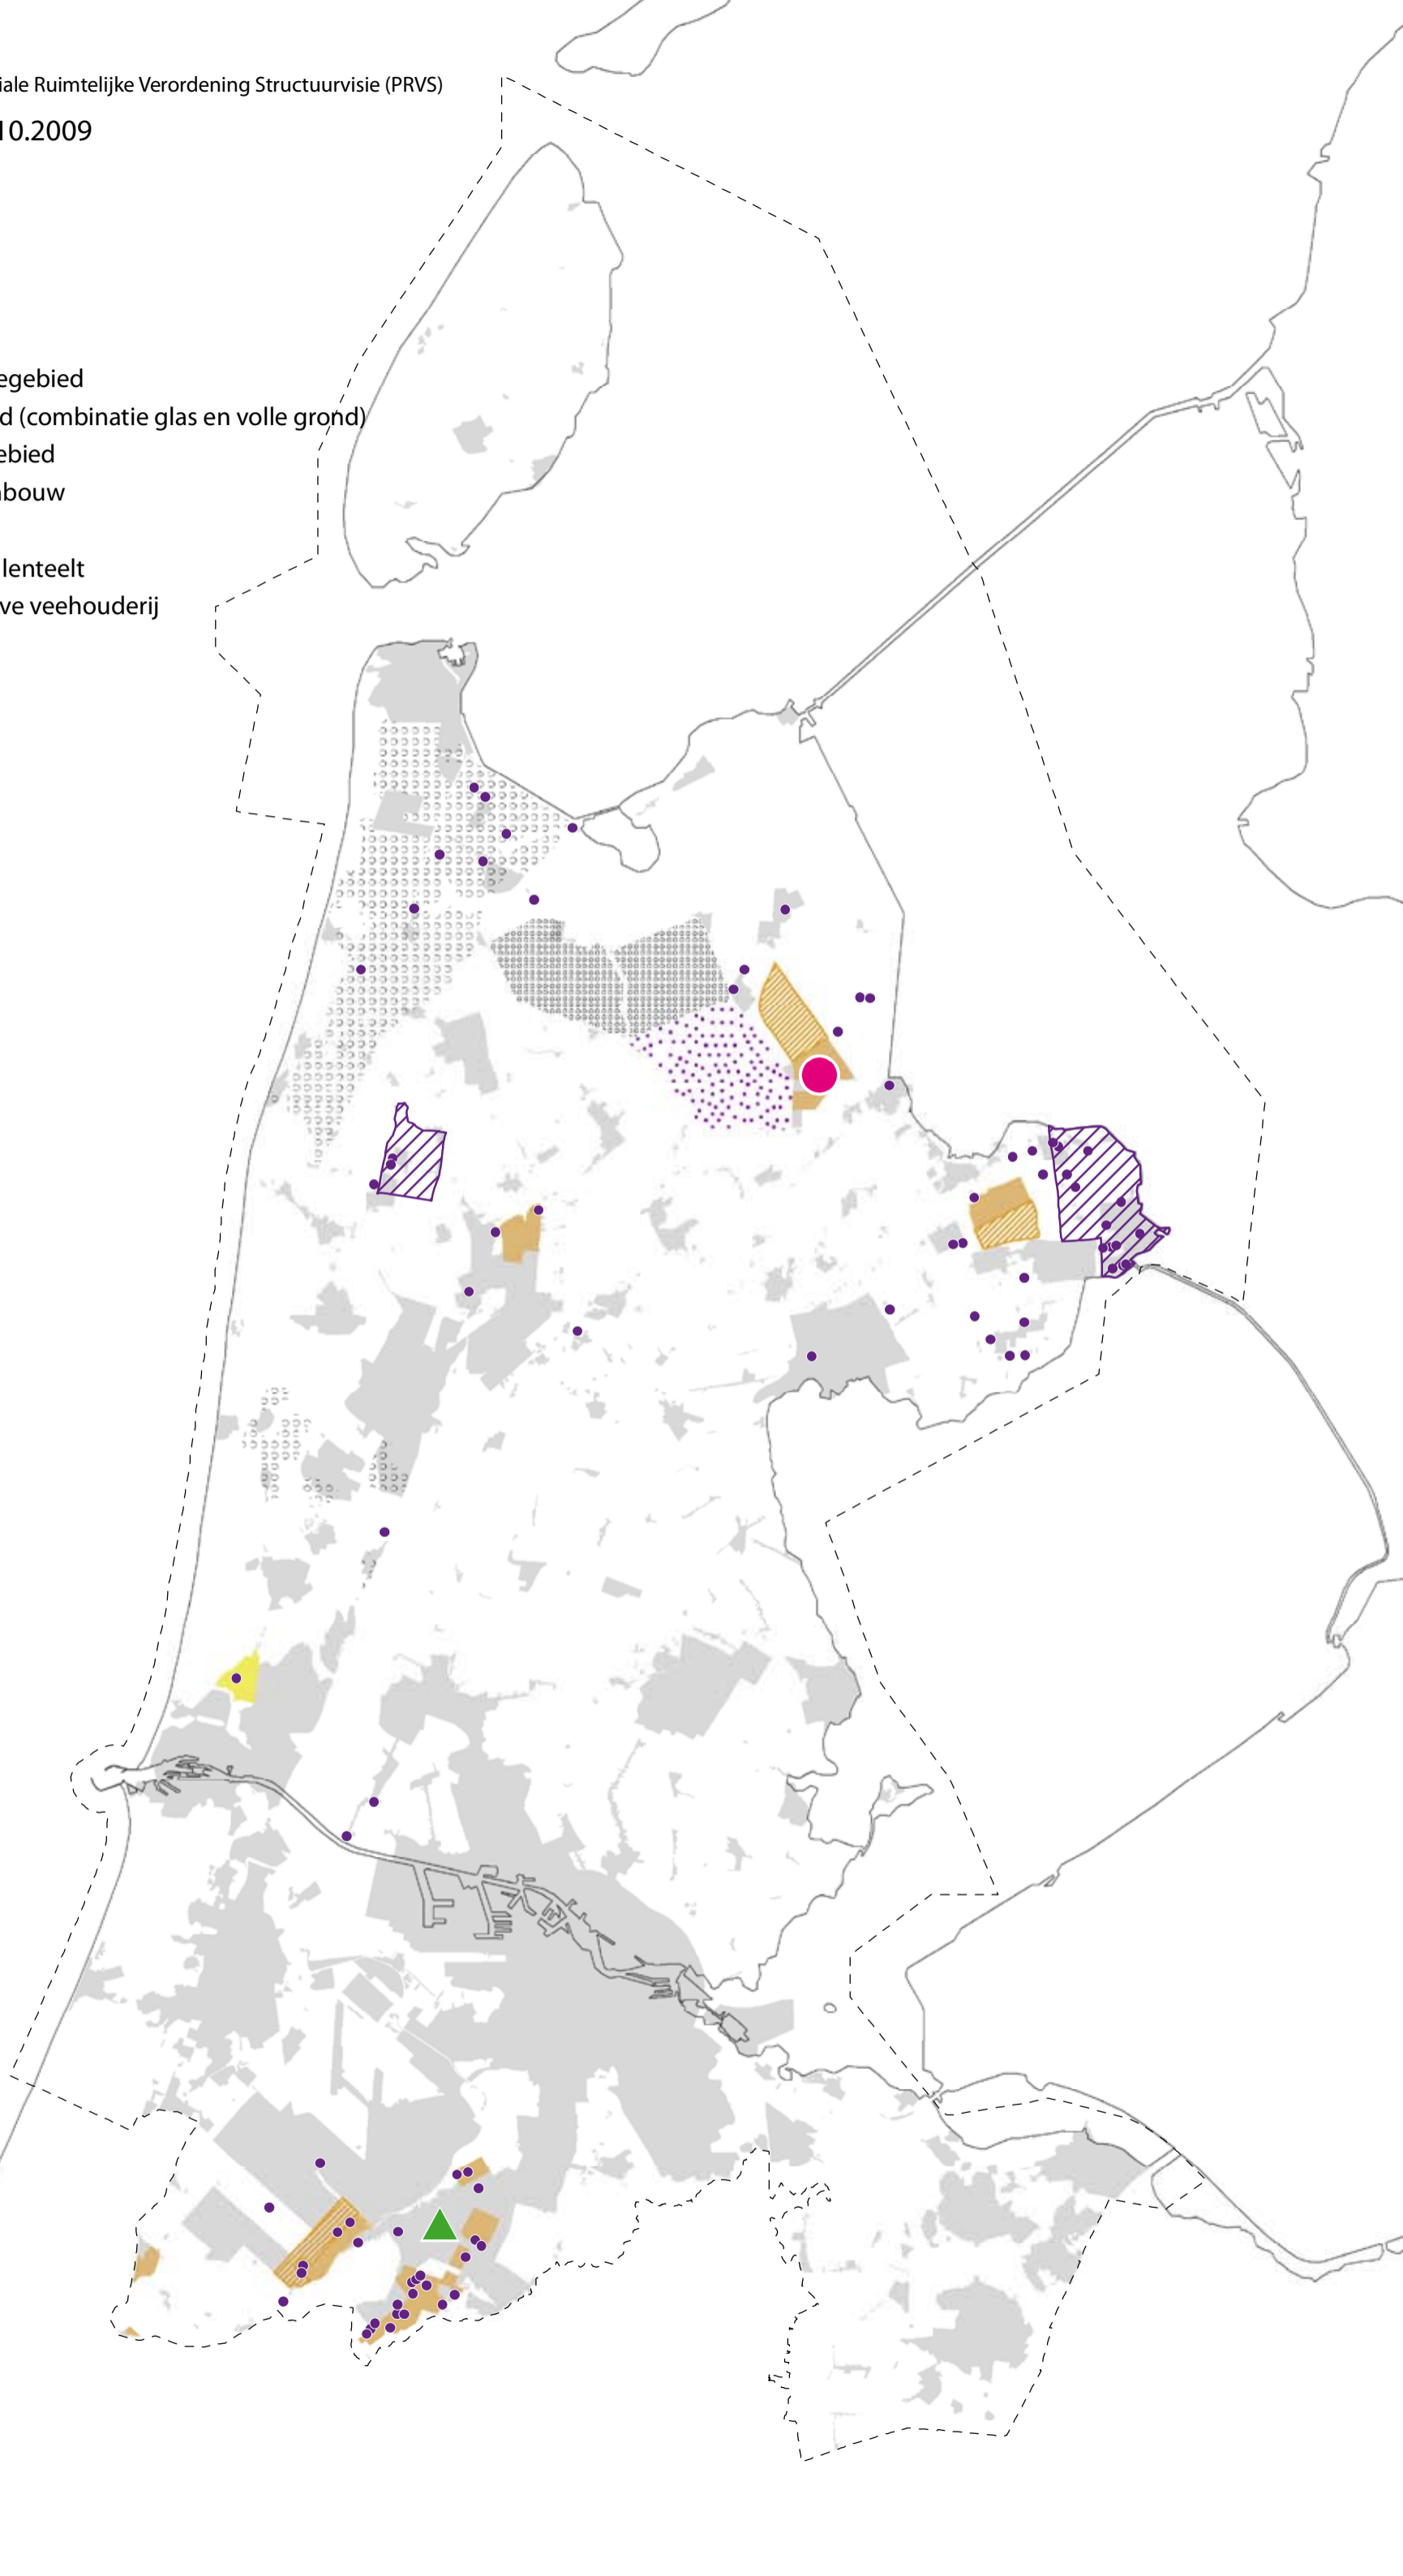 iale Ruimtelijke Verordening Structuurvisie (PRVS)
10.2009
egebied
d (combinatie glas en volle grond)
ebied
bouw
lenteelt
ve veehouderij